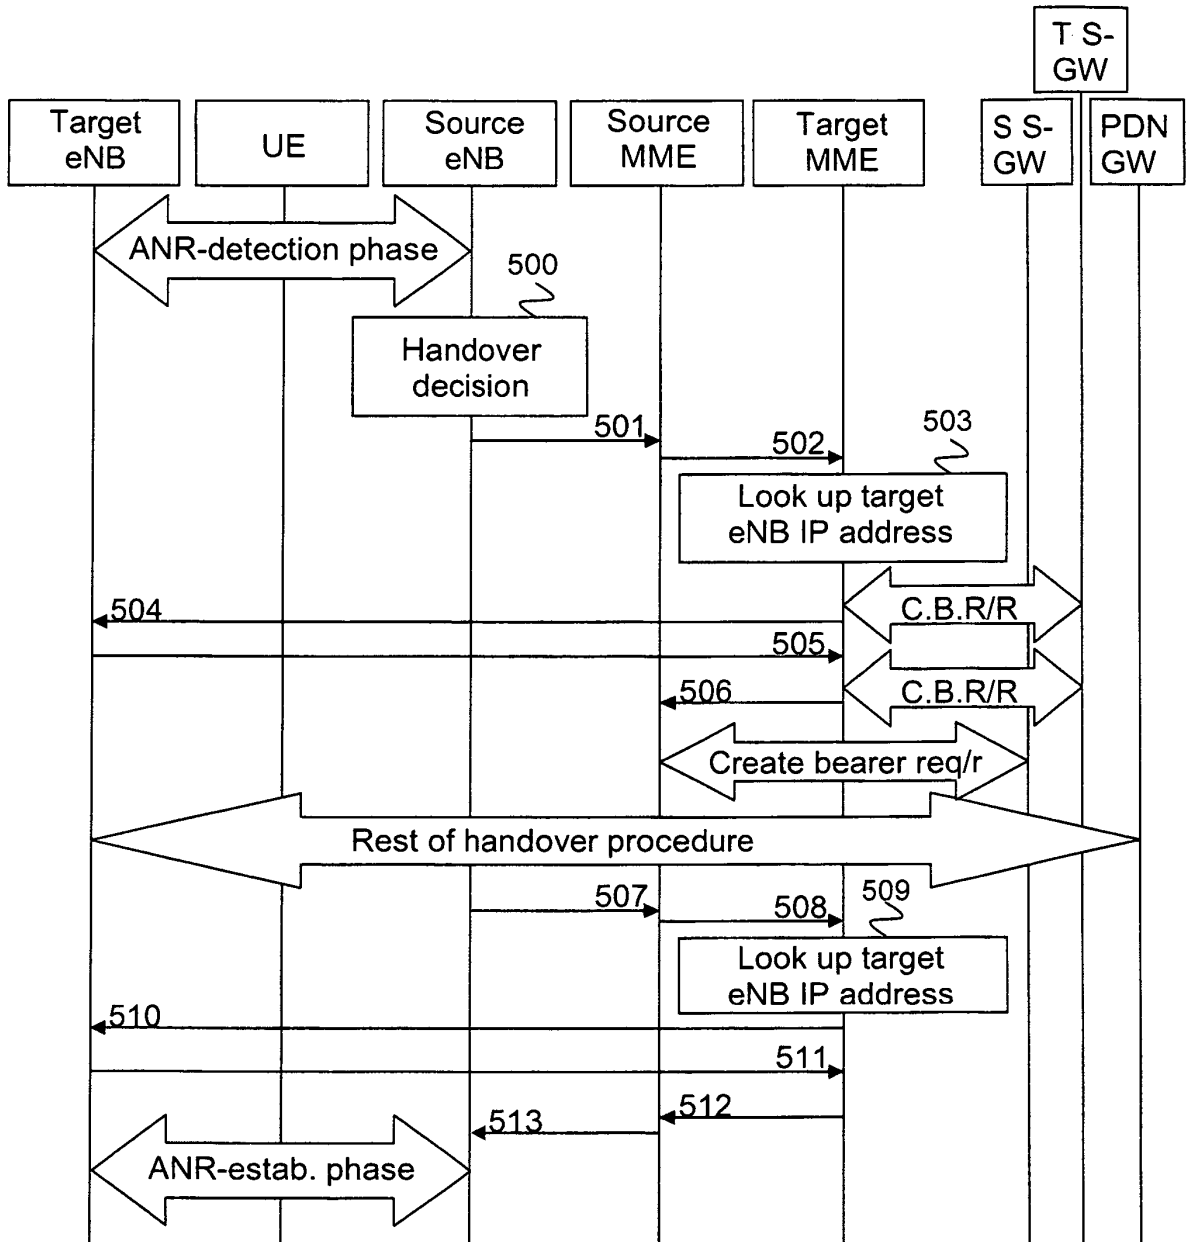 T S-
GW
Target
eNB
UE
Source
eNB
Source
MME
Target
MME
S S-
GW
PDN
GW
ANR-detection phase
500
Handover
decision
501
502
503
Look up target
eNB IP address
C.B.R/R
504
505
C.B.R/R
506
Create bearer req/r
Rest of handover procedure
507
508
509
Look up target
eNB IP address
510
511
512
513
ANR-estab. phase